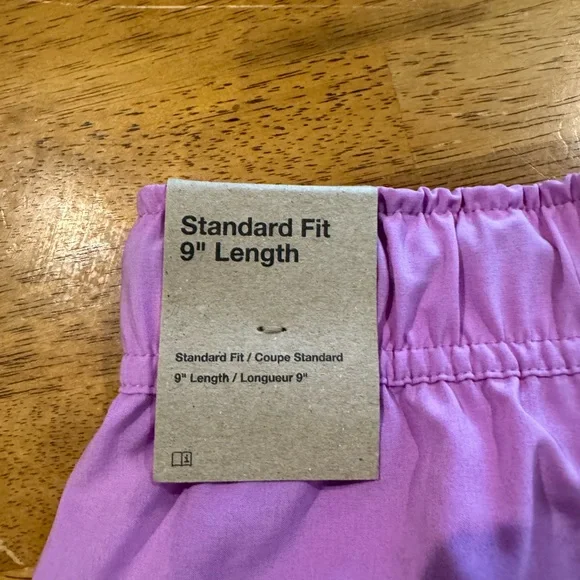 Standard Fit
9" Length
Standard Fit / Coupe Standard
9" Length / Longueur 9"